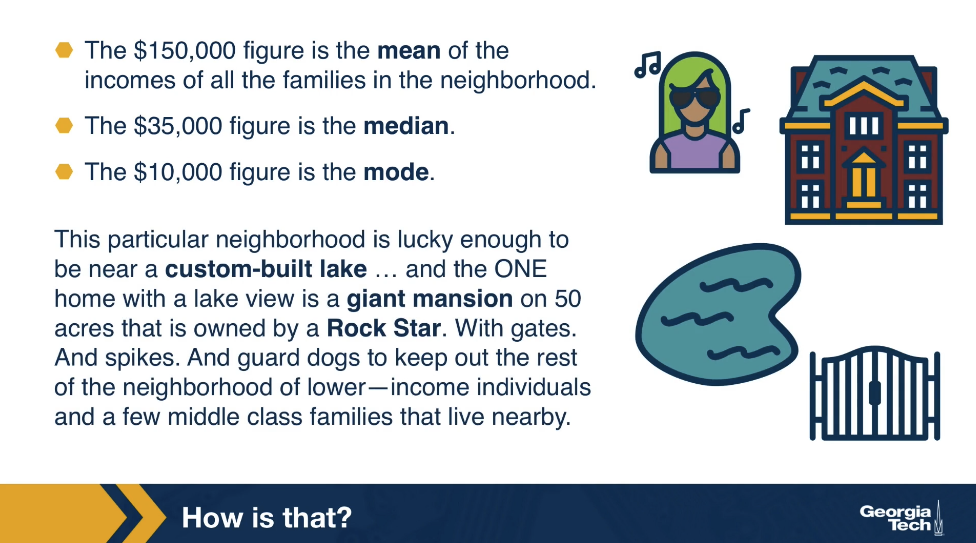 The $150,000 figure is the mean of the
incomes of all the families in the neighborhood.
The $35,000 figure is the median.
The $10,000 figure is the mode.
This particular neighborhood is lucky enough to
be near a custom-built lake … and the ONE
home with a lake view is a giant mansion on 50
acres that is owned by a Rock Star. With gates.
And spikes. And guard dogs to keep out the rest
of the neighborhood of lower—income individuals
and a few middle class families that live nearby.
How is that?
Georgia
Tech